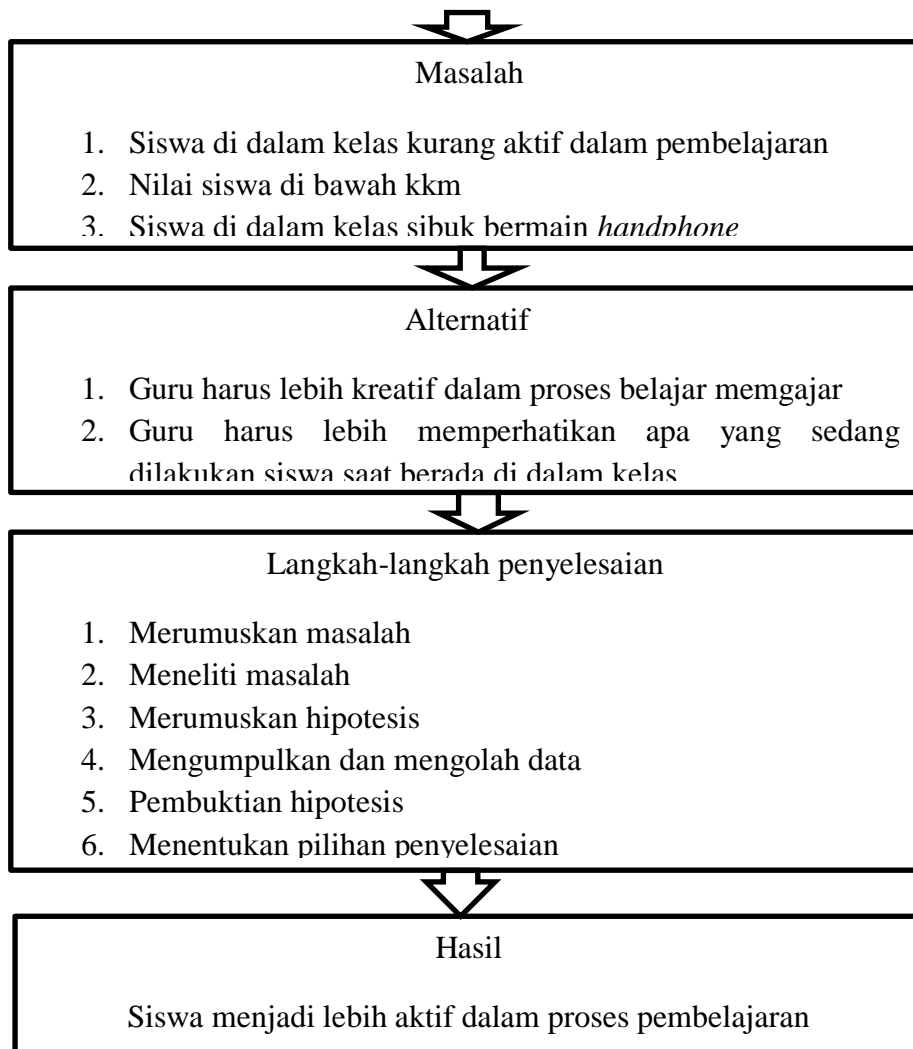 Masalah
1. Siswa di dalam kelas kurang aktif dalam pembelajaran
2. Nilai siswa di bawah kkm
3. Siswa di dalam kelas sibuk bermain handphone
Alternatif
1. Guru harus lebih kreatif dalam proses belajar memgajar
2. Guru harus lebih memperhatikan apa yang sedang
dilakukan siswa saat berada di dalam kelas
Langkah-langkah penyelesaian
1. Merumuskan masalah
2. Meneliti masalah
3. Merumuskan hipotesis
4. Mengumpulkan dan mengolah data
5. Pembuktian hipotesis
6. Menentukan pilihan penyelesaian
Hasil
Siswa menjadi lebih aktif dalam proses pembelajaran